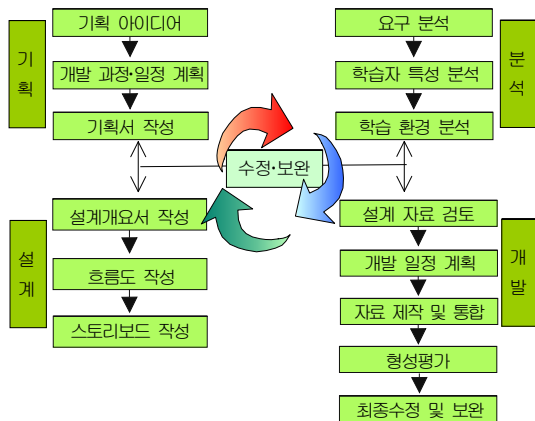 기획
기획 아이디어
개발 과정·일정 계획
기획서 작성
요구 분석
학습자 특성 분석
학습 환경 분석
분석
수정·보완
설계
설계개요서 작성
흐름도 작성
스토리보드 작성
설계 자료 검토
개발 일정 계획
자료 제작 및 통합
형성평가
최종수정 및 보완
개발